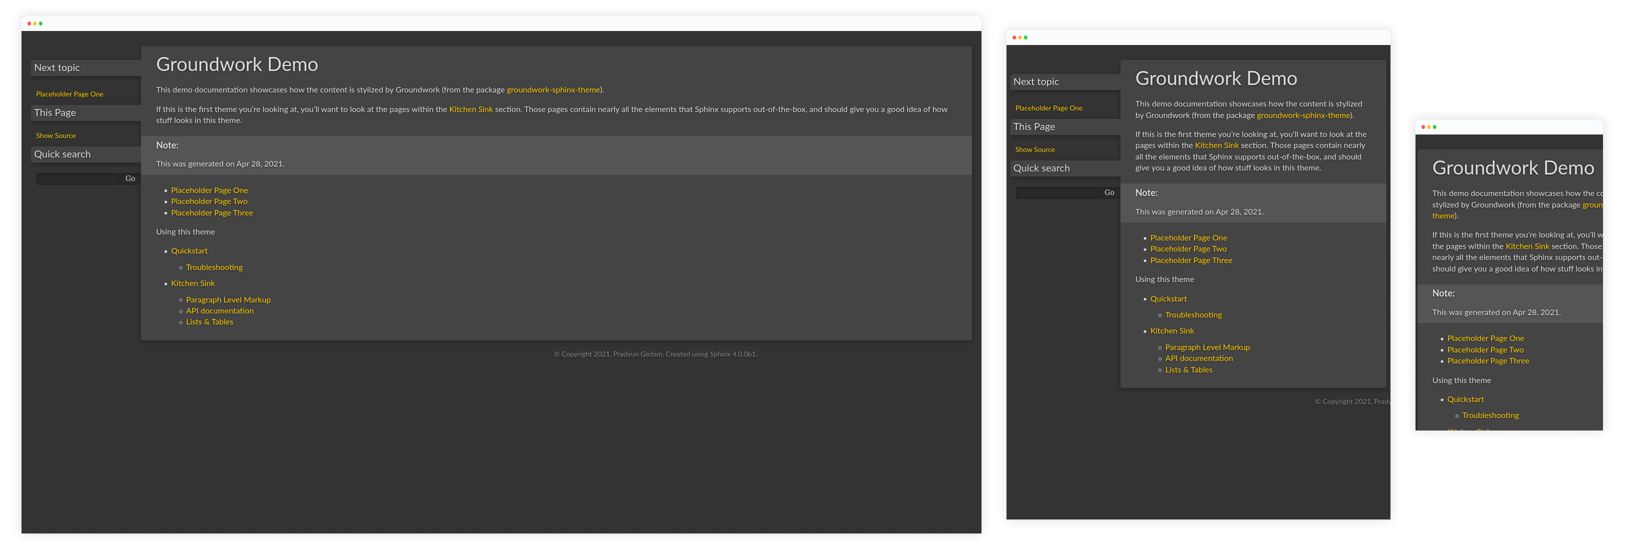 Next topic
Placeholder Page One
This Page
Show Source
Quick search
Go
Groundwork Demo
This demo documentation showcases how the content is stylized by Groundwork (from the package groundwork-sphinx-theme).
If this is the first theme you're looking at, you'll want to look at the pages within the Kitchen Sink section. Those pages contain nearly all the elements that Sphinx supports out-of-the-box, and should give you a good idea of how
stuff looks in this theme.
Note:
This was generated on Apr 28, 2021.
Placeholder Page One
Placeholder Page Two
Placeholder Page Three
Using this theme
Quickstart
Troubleshooting
Kitchen Sink
Paragraph Level Markup
API documentation
Lists & Tables
© Copyright 2021, Pradyun Gedam. Created using Sphinx 4.0.0b1.
Next topic
Placeholder Page One
This Page
Show Source
Quick search
Go
Groundwork Demo
This demo documentation showcases how the content is stylized
by Groundwork (from the package groundwork-sphinx-theme).
If this is the first theme you're looking at, you'll want to look at the
pages within the Kitchen Sink section. Those pages contain nearly
all the elements that Sphinx supports out-of-the-box, and should
give you a good idea of how stuff looks in this theme.
Note:
This was generated on Apr 28, 2021.
Placeholder Page One
Placeholder Page Two
Placeholder Page Three
Using this theme
Quickstart
Troubleshooting
Kitchen Sink
Paragraph Level Markup
API documentation
Lists & Tables
© Copyright 2021, Prady
Groundwork Demo
This demo documentation showcases how the co
stylized by Groundwork (from the package groun
theme).
If this is the first theme you're looking at, you'll w
the pages within the Kitchen Sink section. Those
nearly all the elements that Sphinx supports out-
should give you a good idea of how stuff looks in
Note:
This was generated on Apr 28, 2021.
Placeholder Page One
Placeholder Page Two
Placeholder Page Three
Using this theme
Quickstart
Troubleshooting